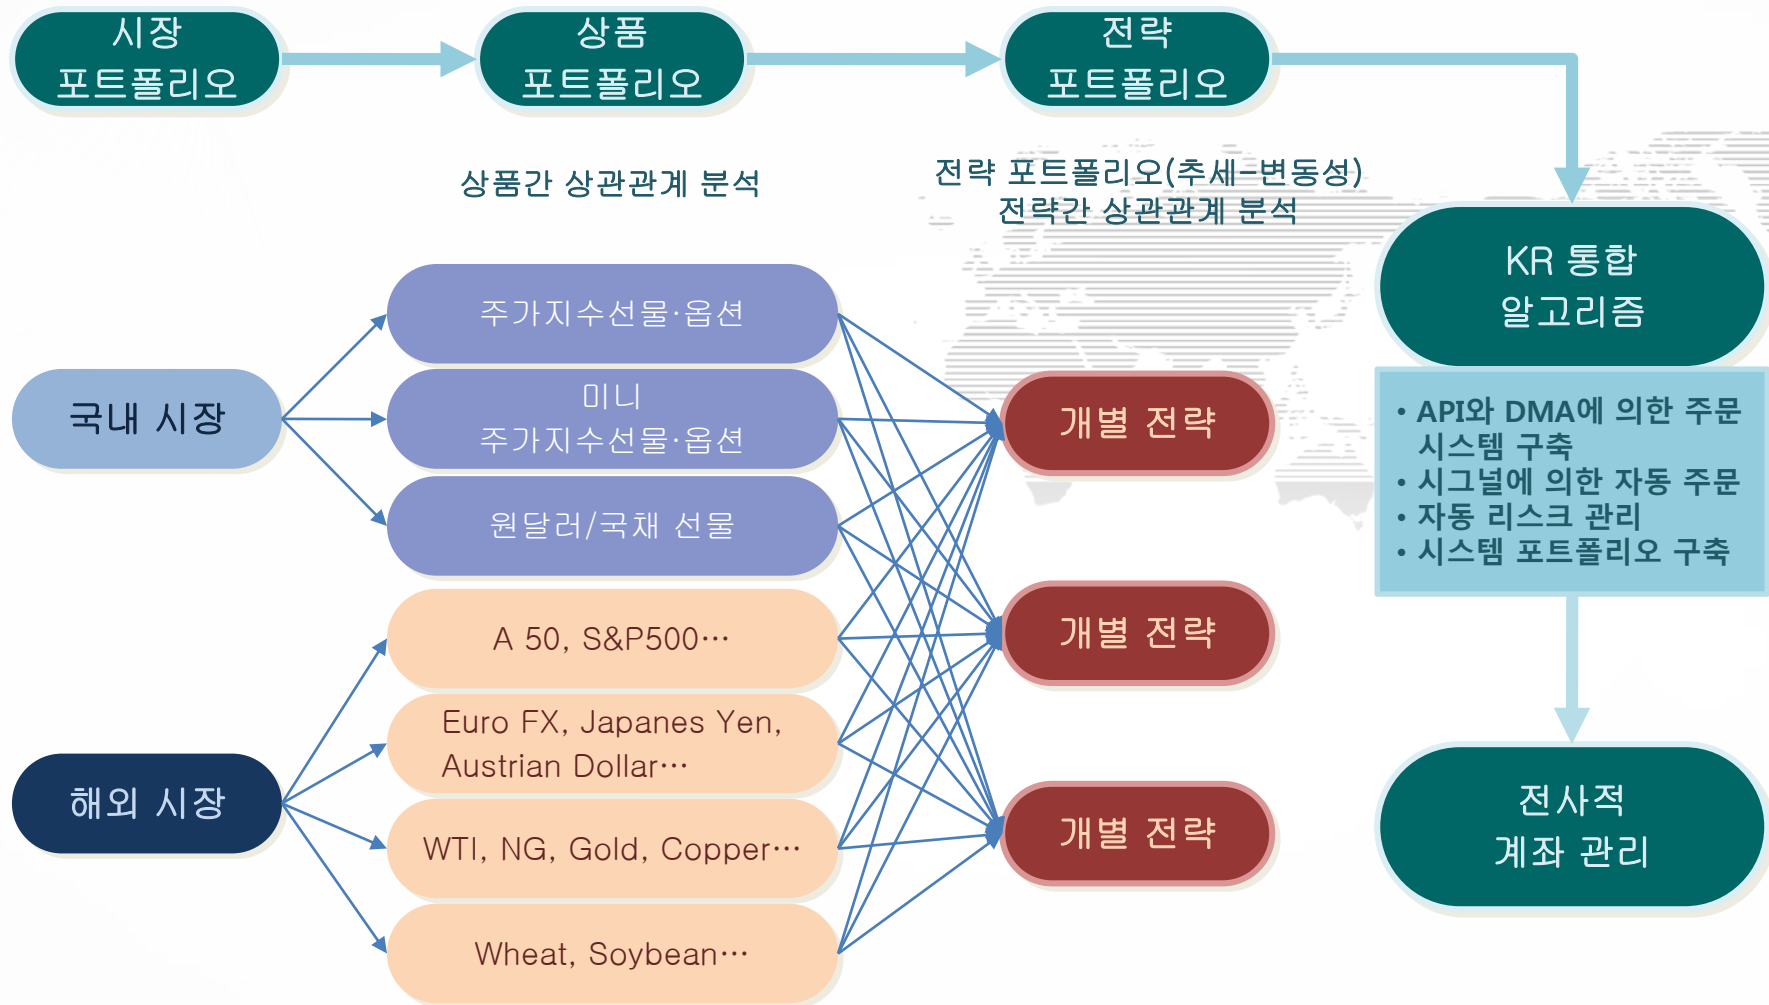 시장
포트폴리오
상품
포트폴리오
전략
포트폴리오
상품간 상관관계 분석
전략 포트폴리오(추세-변동성)
전략간 상관관계 분석
KR 통합
알고리즘
• API와 DMA에 의한 주문
시스템 구축
• 시그널에 의한 자동 주문
• 자동 리스크 관리
• 시스템 포트폴리오 구축
전사적
계좌 관리
국내 시장
주가지수선물·옵션
미니
주가지수선물·옵션
원달러/국채 선물
해외 시장
A 50, S&P500…
Euro FX, Japanes Yen,
Austrian Dollar…
WTI, NG, Gold, Copper…
Wheat, Soybean…
개별 전략
개별 전략
개별 전략